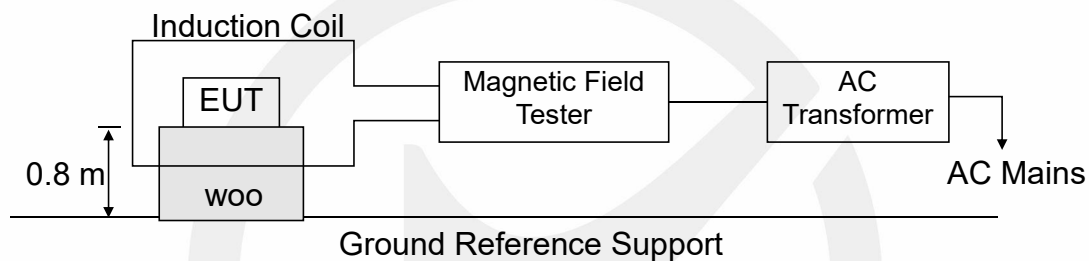 Induction Coil
EUT
Magnetic Field
Tester
AC
Transformer
0.8 m
woo
AC Mains
Ground Reference Support